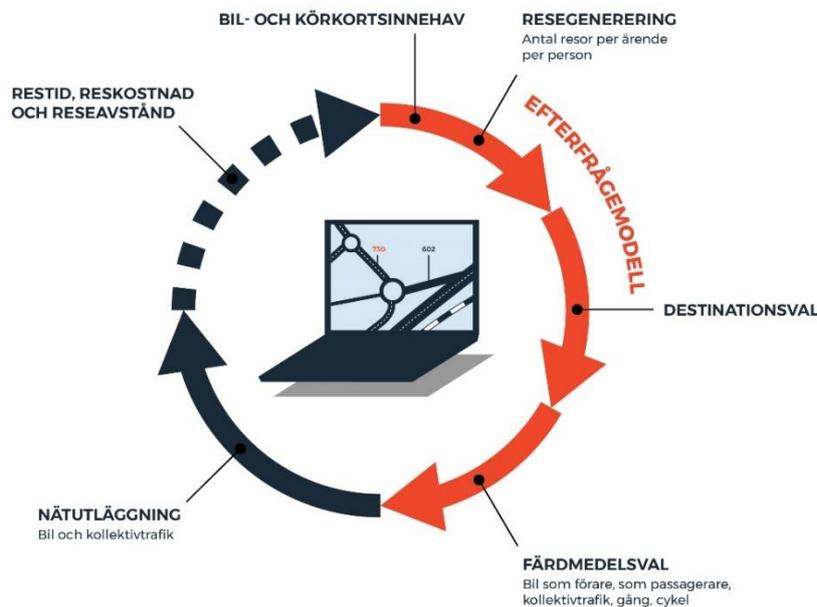 BIL- OCH KÖRKORTSINNEHAV
RESEGENERERING
Antal resor per ärende
per person
EFTERFRÅGEMODELL
RESTID, RESKOSTNAD
OCH RESEAVSTÅND
730
602
DESTINATIONSVAL
NÄTUTLÄGGNING
Bil och kollektivtrafik
FÄRDMEDELSVAL
Bil som förare, som passagerare,
kollektivtrafik, gång, cykel